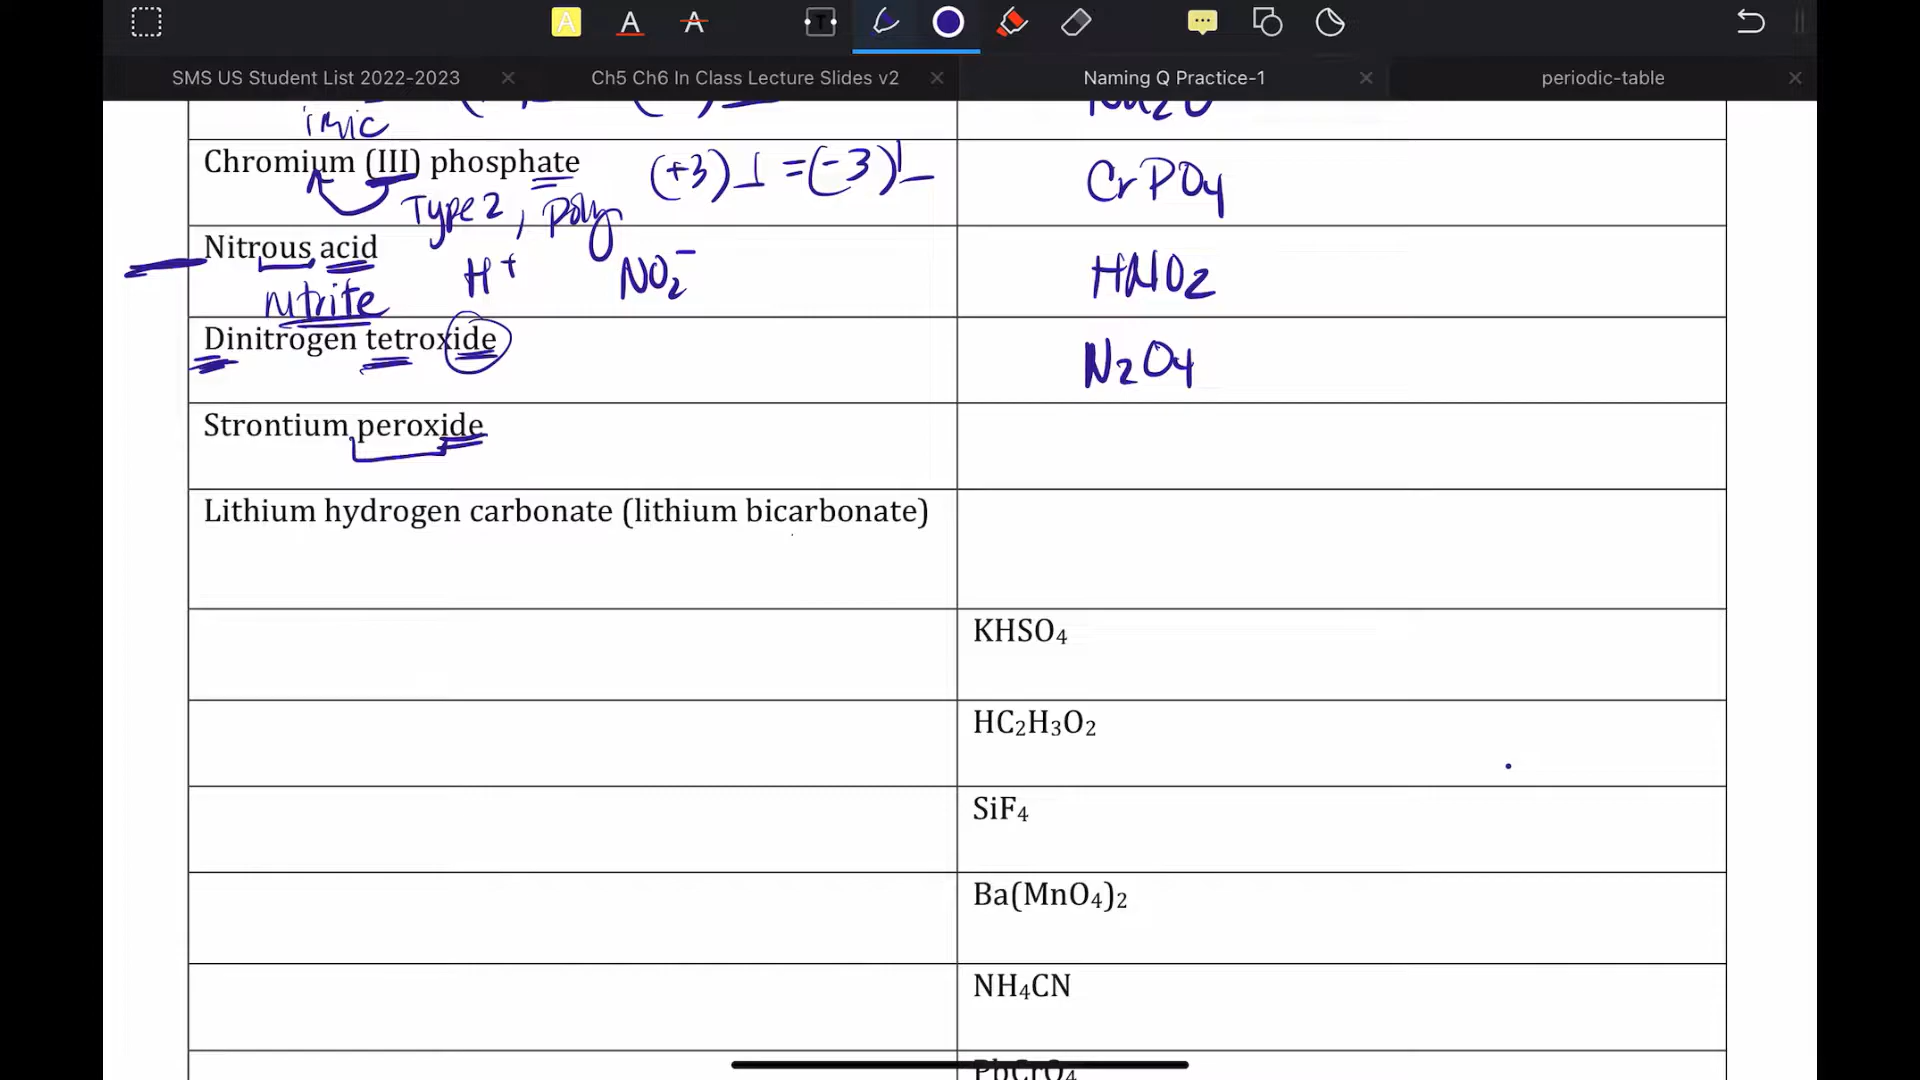 A A A T
SMS US Student List 2022-2023 × Ch5 Ch6 In Class Lecture Slides v2 × Naming Q Practice-1 × periodic-table ×
Chromium (III) phosphate (+3) 1 = (-3) 1 CrPO4
Type 2, poly
Nitrous acid H+ NO2- HNO2
nitrite
Dinitrogen tetroxide N2O4
Strontium peroxide
Lithium hydrogen carbonate (lithium bicarbonate)
KHSO₄
HC₂H₃O₂
SiF₄
Ba(MnO₄)₂
NH₄CN
PbCrO₄